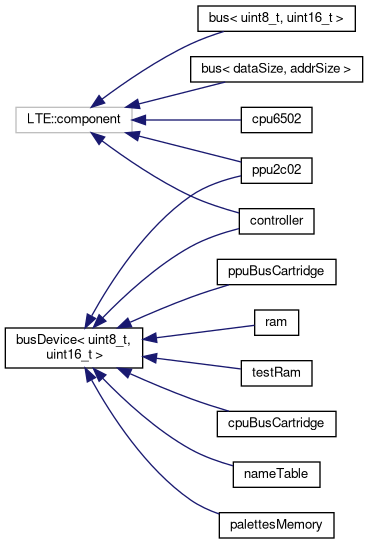 bus< uint8_t, uint16_t >
bus< dataSize, addrSize >
LTE::component
cpu6502
ppu2c02
controller
ppuBusCartridge
ram
busDevice< uint8_t,
uint16_t >
testRam
cpuBusCartridge
nameTable
palettesMemory